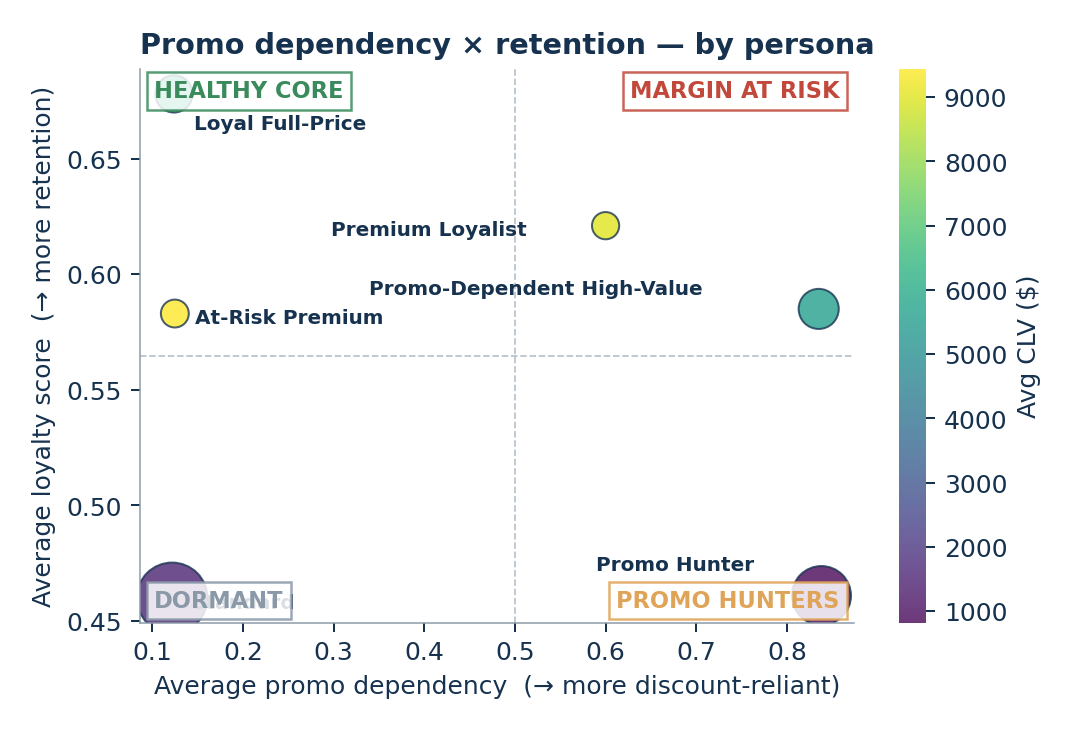 Promo dependency × retention — by persona
HEALTHY CORE
MARGIN AT RISK
Loyal Full-Price
Premium Loyalist
Promo-Dependent High-Value
At-Risk Premium
Promo Hunter
DORMANT
PROMO HUNTERS
0.65
0.60
0.55
0.50
0.45
0.1
0.2
0.3
0.4
0.5
0.6
0.7
0.8
Average promo dependency (→ more discount-reliant)
Average loyalty score (→ more retention)
9000
8000
7000
6000
5000
4000
3000
2000
1000
Avg CLV ($)